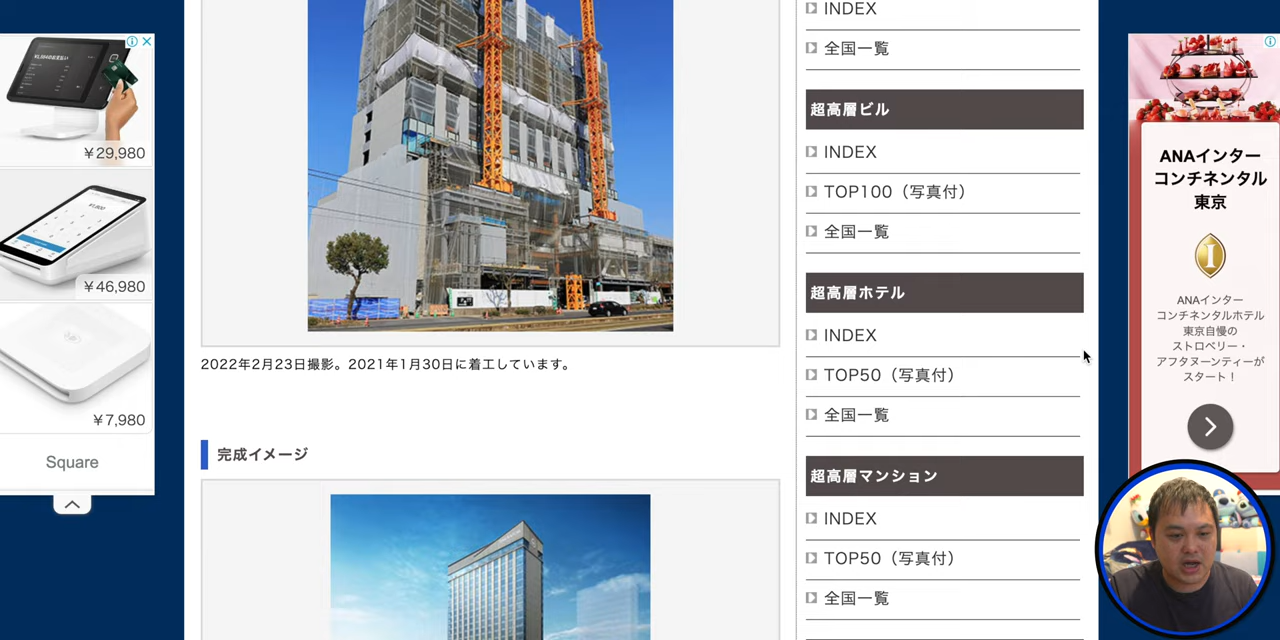 ¥29,980
¥46,980
¥7,980
Square
2022年2月23日撮影。2021年1月30日に着工しています。
完成イメージ
INDEX
全国一覧
超高層ビル
INDEX
TOP100（写真付）
全国一覧
超高層ホテル
INDEX
TOP50（写真付）
全国一覧
超高層マンション
INDEX
TOP50（写真付）
全国一覧
ANAインター
コンチネンタル
東京
I
ANAインター
コンチネンタルホテル
東京自慢の
ストロベリー・
アフタヌーンティーが
スタート！